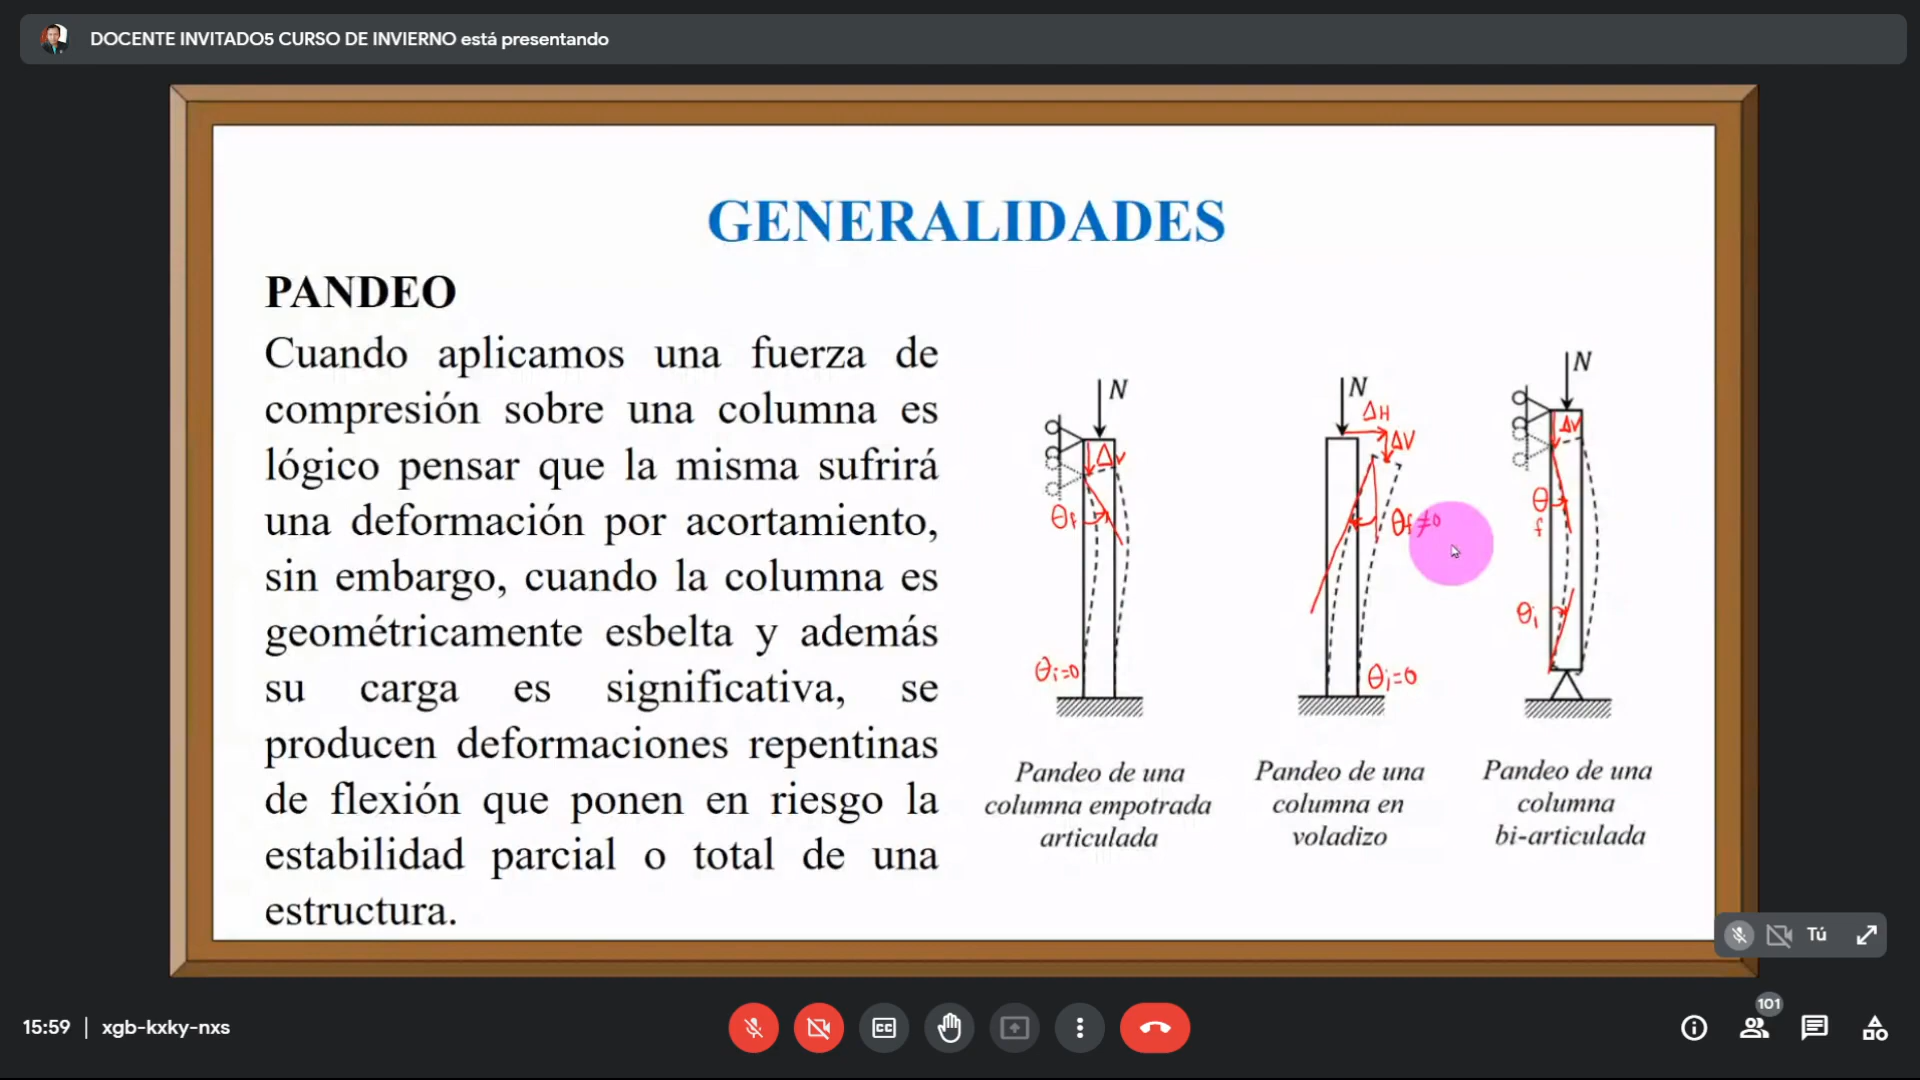 DOCENTE INVITADO5 CURSO DE INVIERNO está presentando
GENERALIDADES
PANDEO
Cuando aplicamos una fuerza de
compresión sobre una columna es
lógico pensar que la misma sufrirá
una deformación por acortamiento,
sin embargo, cuando la columna es
geométricamente esbelta y además
su carga es significativa, se
producen deformaciones repentinas
de flexión que ponen en riesgo la
estabilidad parcial o total de una
estructura.
N
Δv
θf
θi=0
Pandeo de una
columna empotrada
articulada
N
ΔH
ΔV
θf≠0
θi=0
Pandeo de una
columna en
voladizo
N
ΔV
θ
f
θi
Pandeo de una
columna
bi-articulada
Tú
15:59 | xgb-kxky-nxs
CC
101